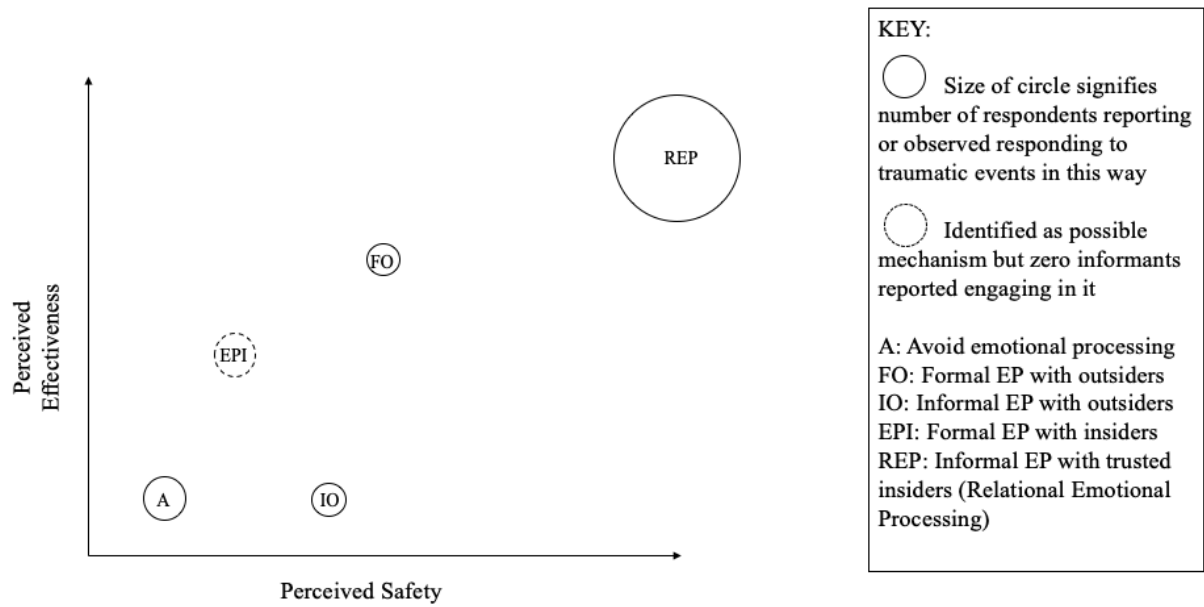 KEY:
Size of circle signifies
number of respondents reporting
or observed responding to
traumatic events in this way
Identified as possible
mechanism but zero informants
reported engaging in it
A: Avoid emotional processing
FO: Formal EP with outsiders
IO: Informal EP with outsiders
EPI: Formal EP with insiders
REP: Informal EP with trusted
insiders (Relational Emotional
Processing)
REP
FO
EPI
A
IO
Perceived
Effectiveness
Perceived Safety